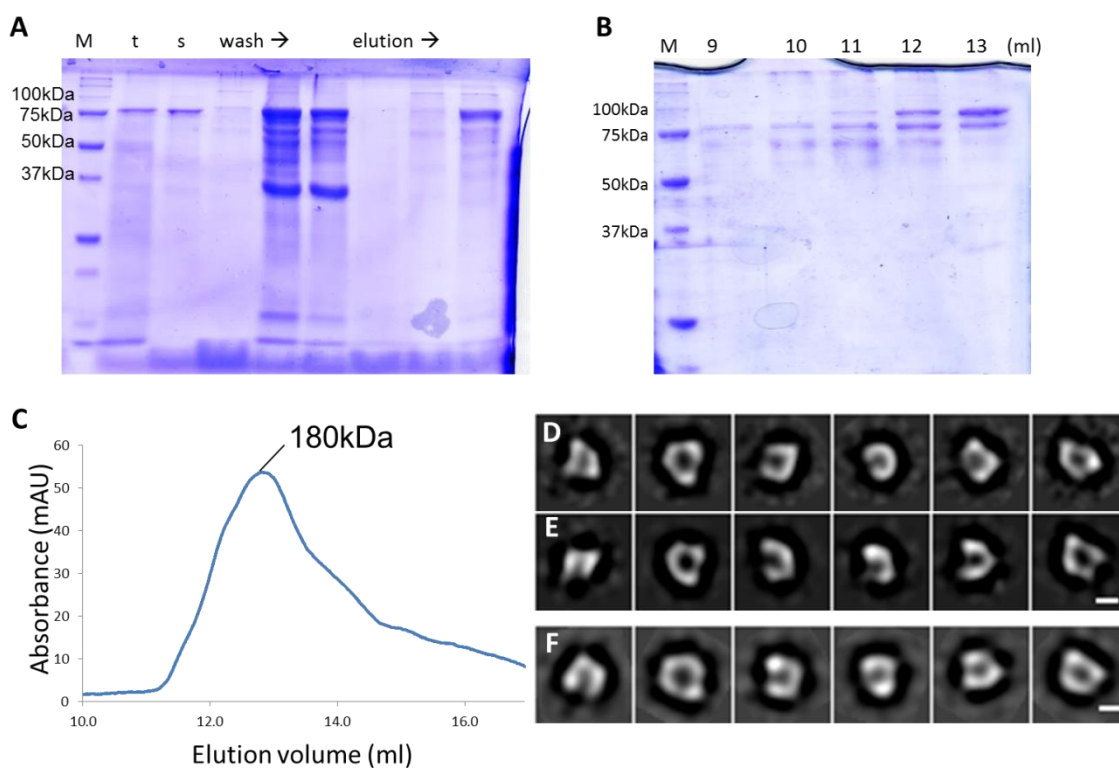 A
M t s wash → elution →
100kDa
75kDa
50kDa
37kDa
B
M 9 10 11 12 13 (ml)
100kDa
75kDa
50kDa
37kDa
C
180kDa
60
50
40
30
20
10
0
10.0 12.0 14.0 16.0
Absorbance (mAU)
Elution volume (ml)
D
E
F